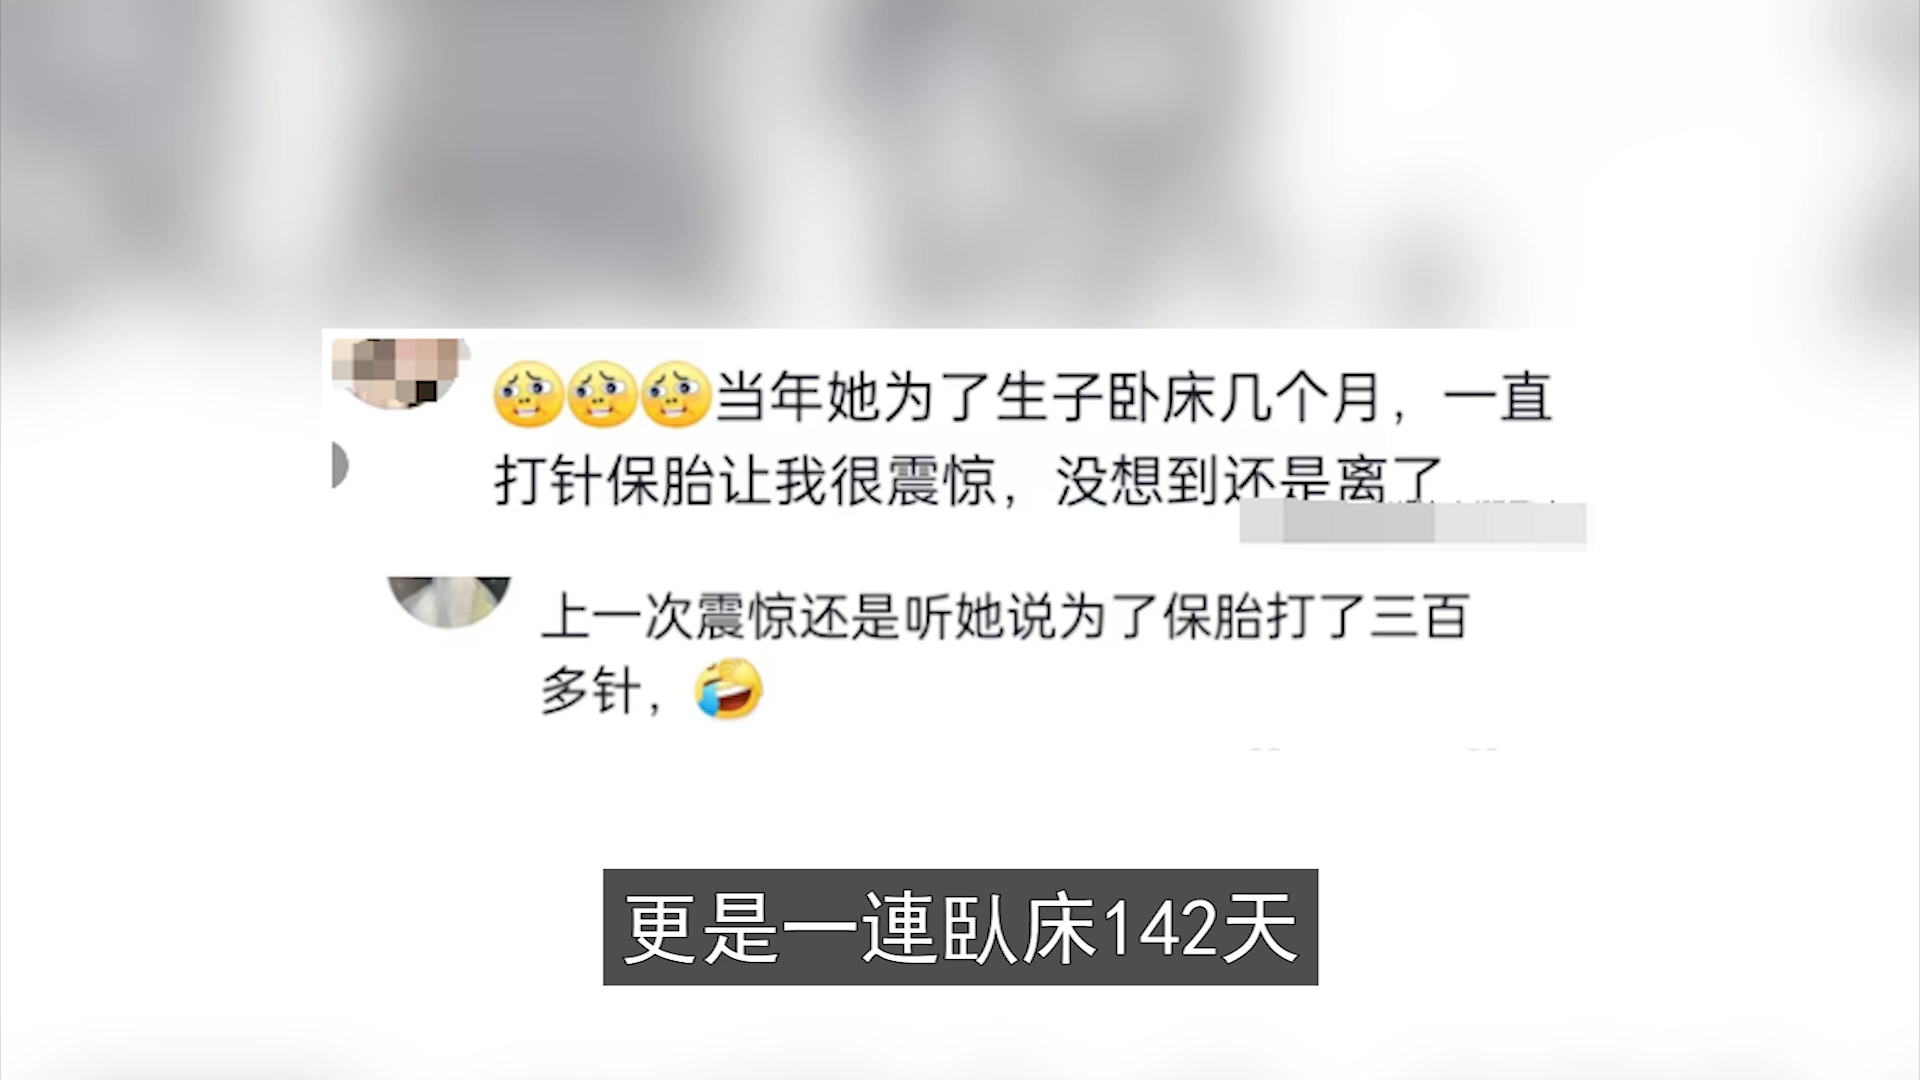 当年她为了生子卧床几个月，一直
打针保胎让我很震惊，没想到还是离了
上一次震惊还是听她说为了保胎打了三百
多针，
更是一連臥床142天